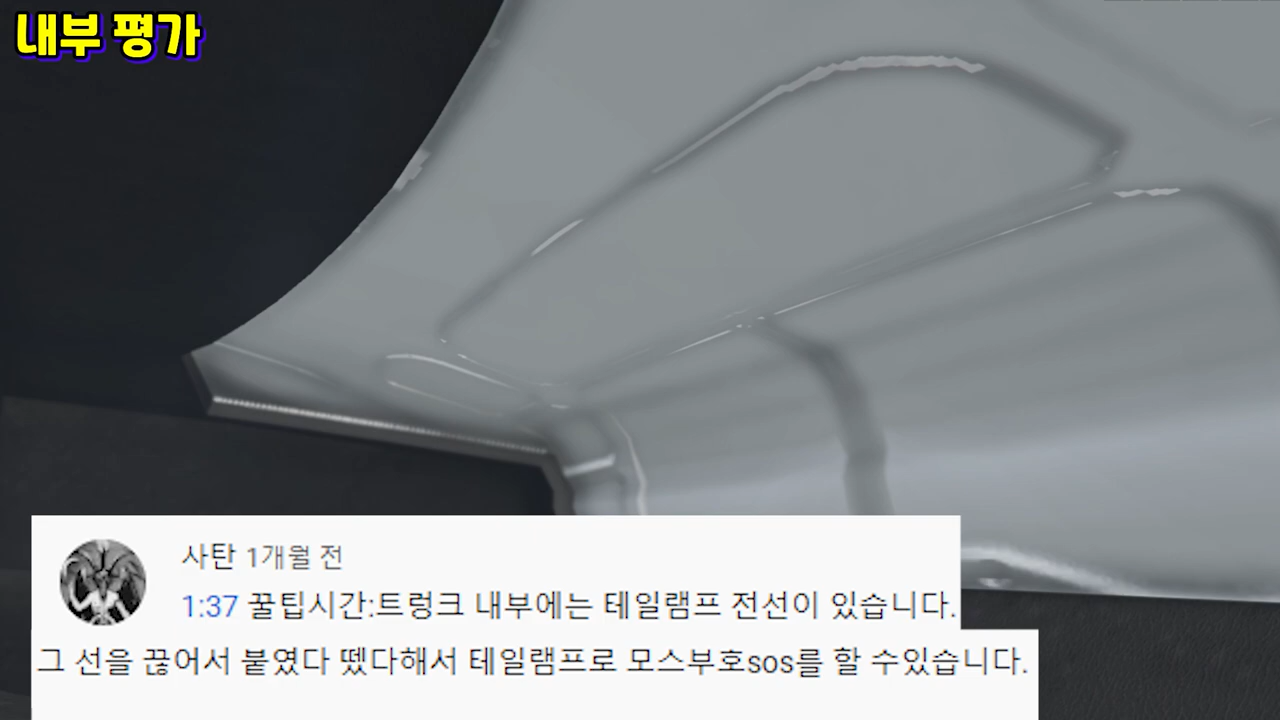 내부 평가
사탄 1개월 전
1:37 꿀팁시간:트렁크 내부에는 테일램프 전선이 있습니다.
그 선을 끊어서 붙였다 뗐다해서 테일램프로 모스부호sos를 할 수있습니다.